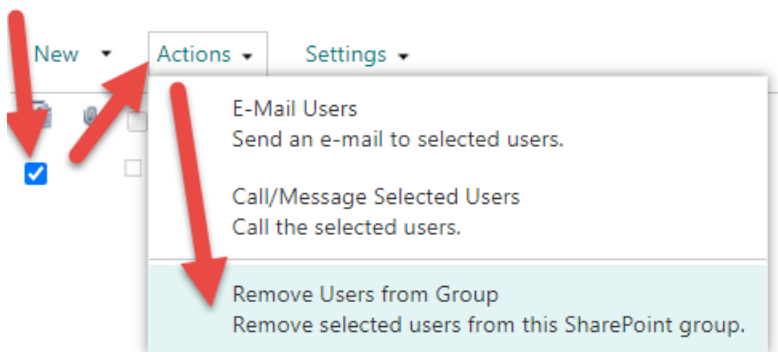 New Actions Settings
E-Mail Users
Send an e-mail to selected users.
Call/Message Selected Users
Call the selected users.
Remove Users from Group
Remove selected users from this SharePoint group.